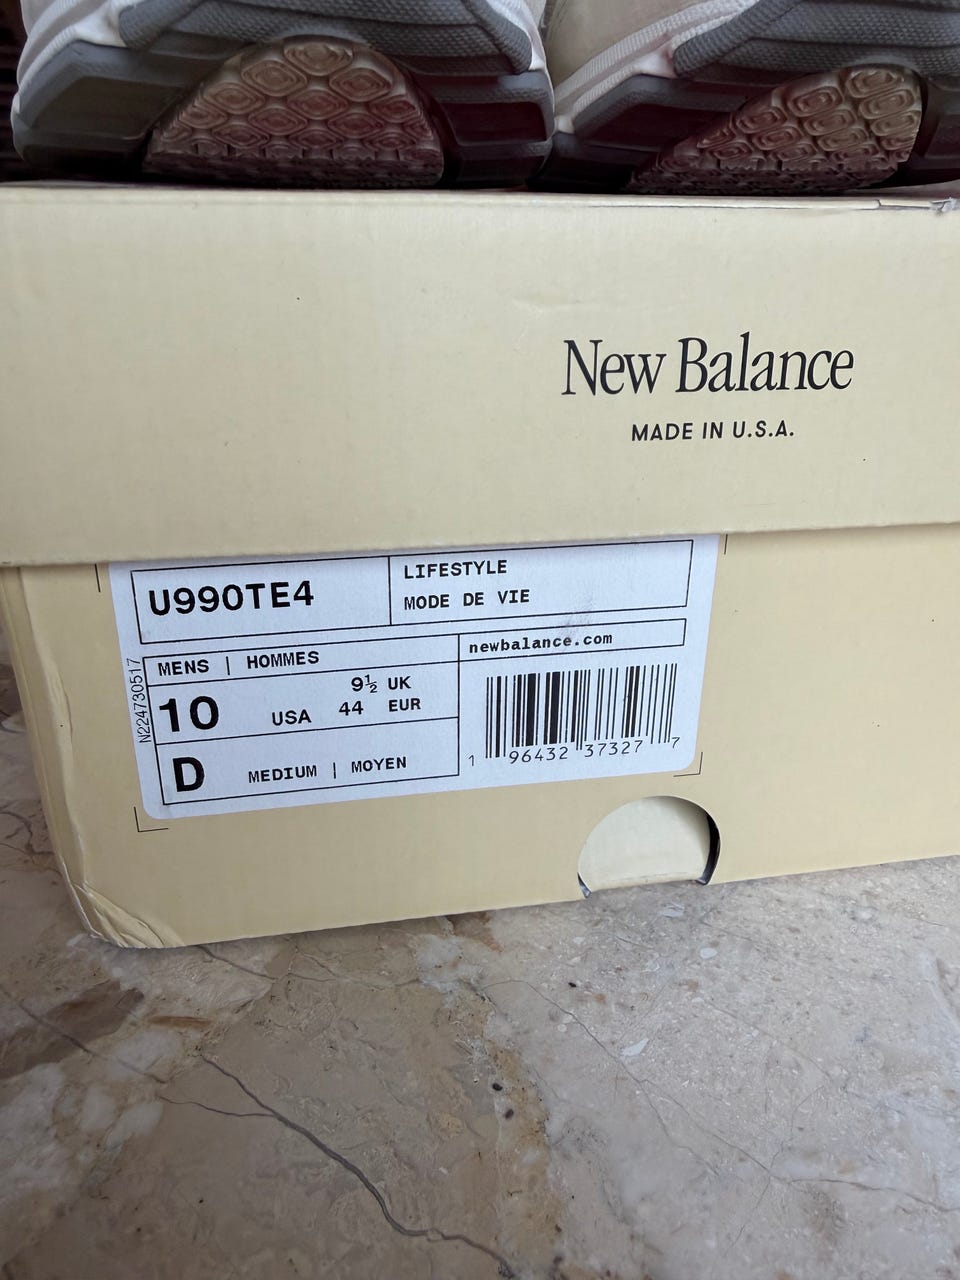 New Balance
MADE IN U.S.A.
U990TE4
LIFESTYLE
MODE DE VIE
MENS | HOMMES
newbalance.com
10 USA
9½ UK
44 EUR
D MEDIUM | MOYEN
N224730517
1 96432 37327 7